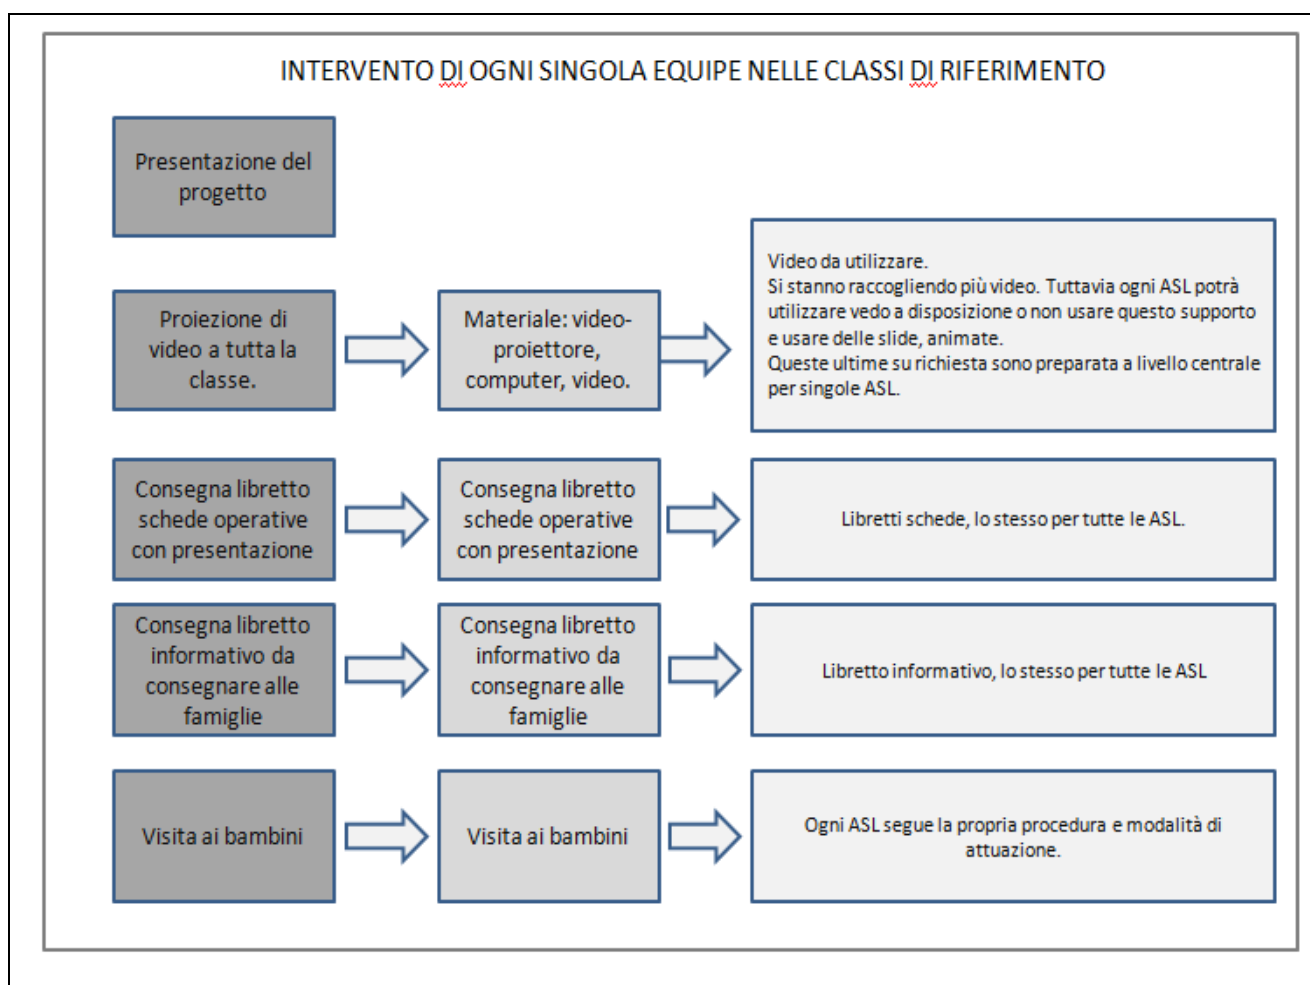 INTERVENTO DI OGNI SINGOLA EQUIPE NELLE CLASSI DI RIFERIMENTO
Presentazione del
progetto
Proiezione di
video a tutta la
classe.
Materiale: video-
proiettore,
computer, video.
Video da utilizzare.
Si stanno raccogliendo più video. Tuttavia ogni ASL potrà
utilizzare vedo a disposizione o non usare questo supporto
e usare delle slide, animate.
Queste ultime su richiesta sono preparata a livello centrale
per singole ASL.
Consegna libretto
schede operative
con presentazione
Consegna libretto
schede operative
con presentazione
Libretti schede, lo stesso per tutte le ASL.
Consegna libretto
informativo da
consegnare alle
famiglie
Consegna libretto
informativo da
consegnare alle
famiglie
Libretto informativo, lo stesso per tutte le ASL
Visita ai bambini
Visita ai bambini
Ogni ASL segue la propria procedura e modalità di
attuazione.